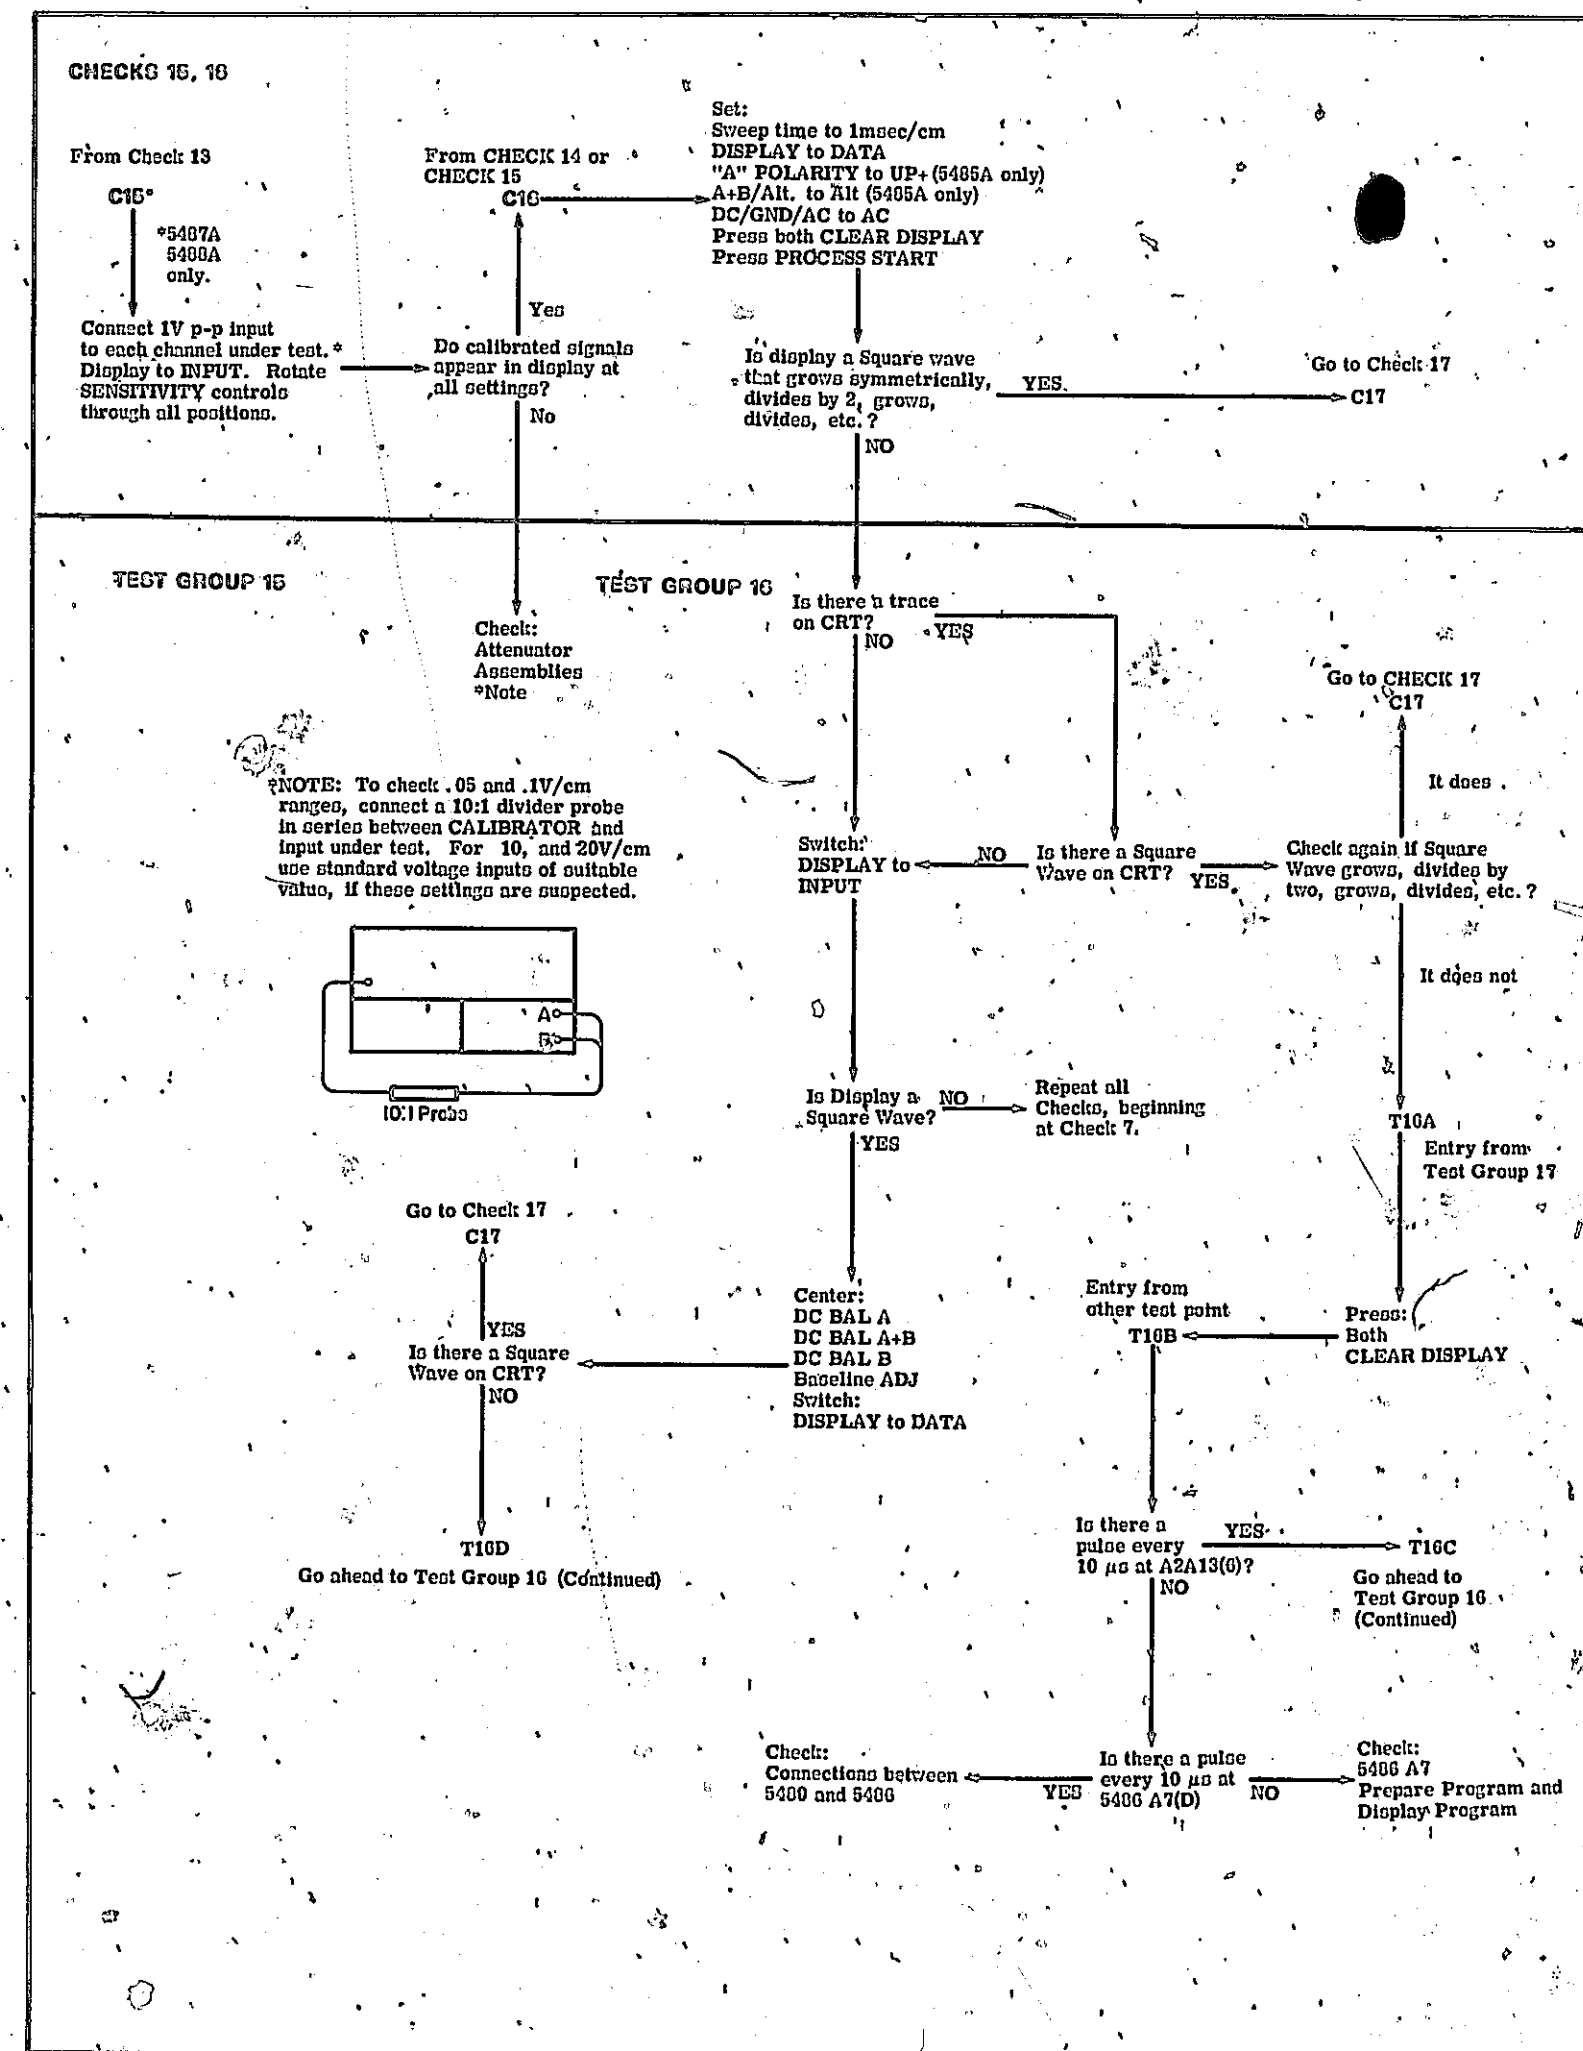 CHECKS 15, 16
From Check 13
C15*
*5487A
5488A
only.
Connect 1V p-p input
to each channel under test.*
Display to INPUT. Rotate
SENSITIVITY controls
through all positions.
From CHECK 14 or
CHECK 15
C16
Yes
Do calibrated signals
appear in display at
all settings?
No
Set:
Sweep time to 1msec/cm
DISPLAY to DATA
"A" POLARITY to UP+ (5485A only)
A+B/Alt. to Alt (5485A only)
DC/GND/AC to AC
Press both CLEAR DISPLAY
Press PROCESS START
Is display a Square wave
that grows symmetrically,
divides by 2, grows,
divides, etc.?
YES
NO
Go to Check 17
C17
TEST GROUP 15
Check:
Attenuator
Assemblies
*Note
*NOTE: To check .05 and .1V/cm
ranges, connect a 10:1 divider probe
in series between CALIBRATOR and
input under test. For 10, and 20V/cm
use standard voltage inputs of suitable
value, if these settings are suspected.
A
B
10:1 Probe
TEST GROUP 16
Is there a trace
on CRT?
YES
NO
Switch:
DISPLAY to
INPUT
NO
Is there a Square
Wave on CRT?
YES
Check again if Square
Wave grows, divides by
two, grows, divides, etc.?
It does
Go to CHECK 17
C17
It does not
T16A
Entry from
Test Group 17
Is Display a
Square Wave?
NO
Repeat all
Checks, beginning
at Check 7.
YES
Center:
DC BAL A
DC BAL A+B
DC BAL B
Baseline ADJ
Switch:
DISPLAY to DATA
Go to Check 17
C17
YES
Is there a Square
Wave on CRT?
NO
T16D
Go ahead to Test Group 16 (Continued)
Press:
Both
CLEAR DISPLAY
Entry from
other test point
T16B
Is there a
pulse every
10 μs at A2A13(6)?
YES
T16C
Go ahead to
Test Group 16
(Continued)
NO
Is there a pulse
every 10 μs at
5486 A7(D)
YES
Check:
Connections between
5480 and 5486
NO
Check:
5486 A7
Prepare Program and
Display Program